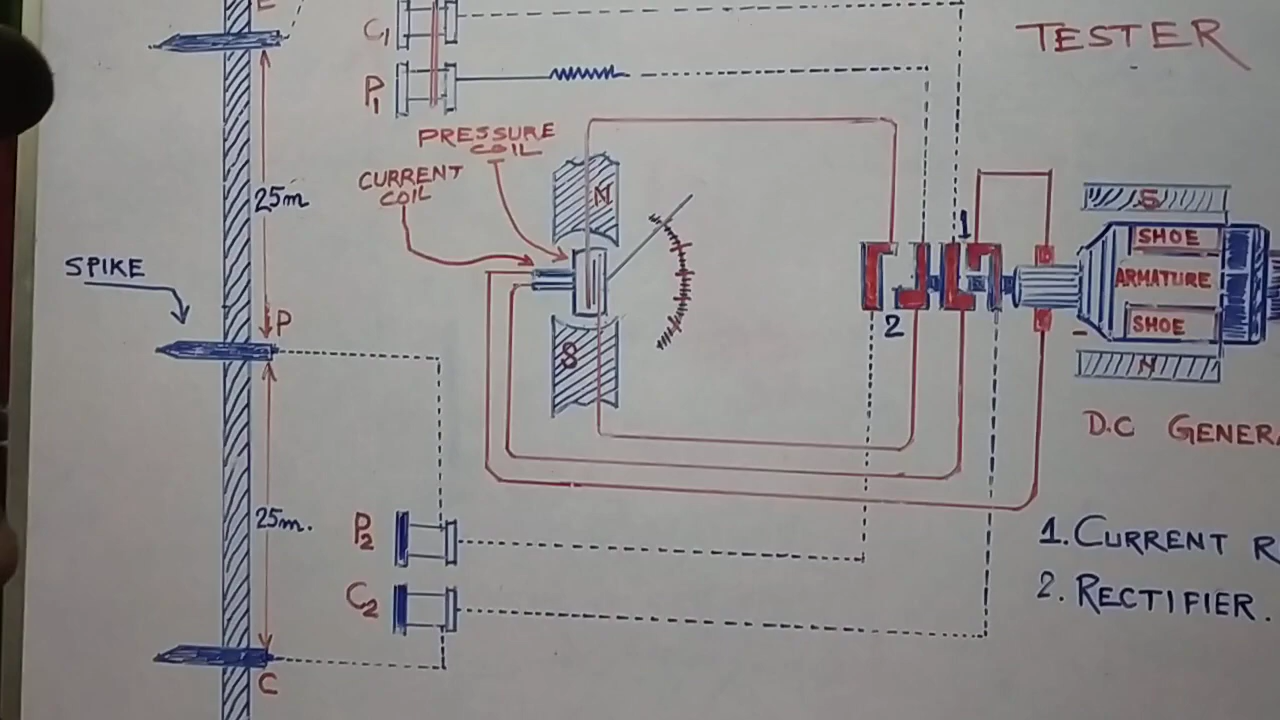 E
C1
TESTER
P1
PRESSURE
COIL
CURRENT
COIL
N
25m
1
S
SHOE
ARMATURE
SHOE
SPIKE
P
2
S
N
D.C GENERA
25m.
P2
1. CURRENT R
C2
2. RECTIFIER.
C